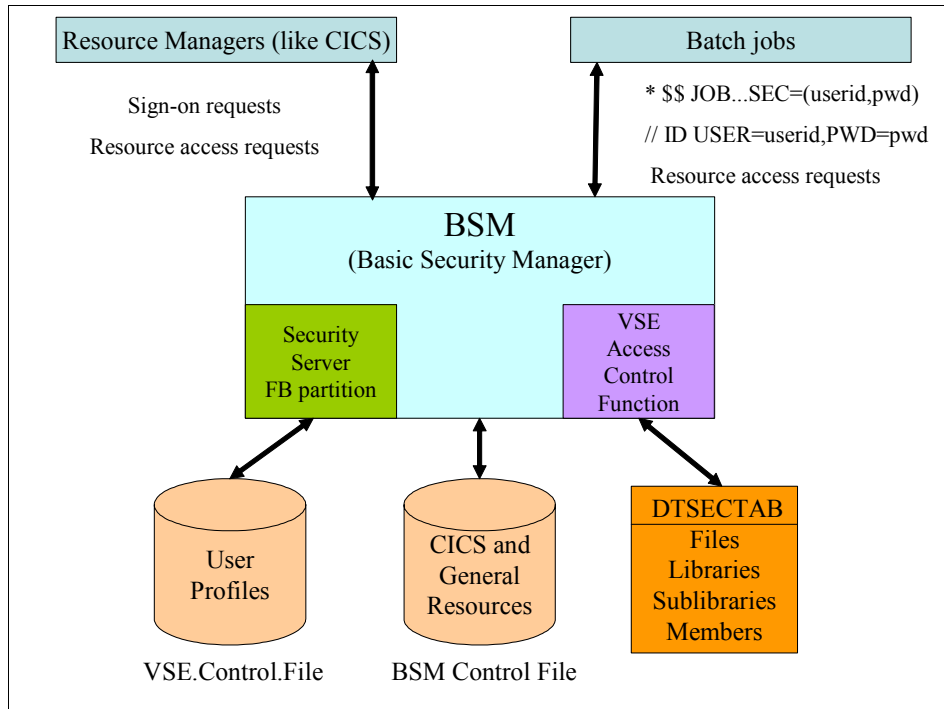 Resource Managers (like CICS)
Batch jobs
Sign-on requests
Resource access requests
* $$ JOB...SEC=(userid,pwd)
// ID USER=userid,PWD=pwd
Resource access requests
BSM
(Basic Security Manager)
Security
Server
FB partition
VSE
Access
Control
Function
User
Profiles
CICS and
General
Resources
DTSECTAB
Files
Libraries
Sublibraries
Members
VSE.Control.File
BSM Control File